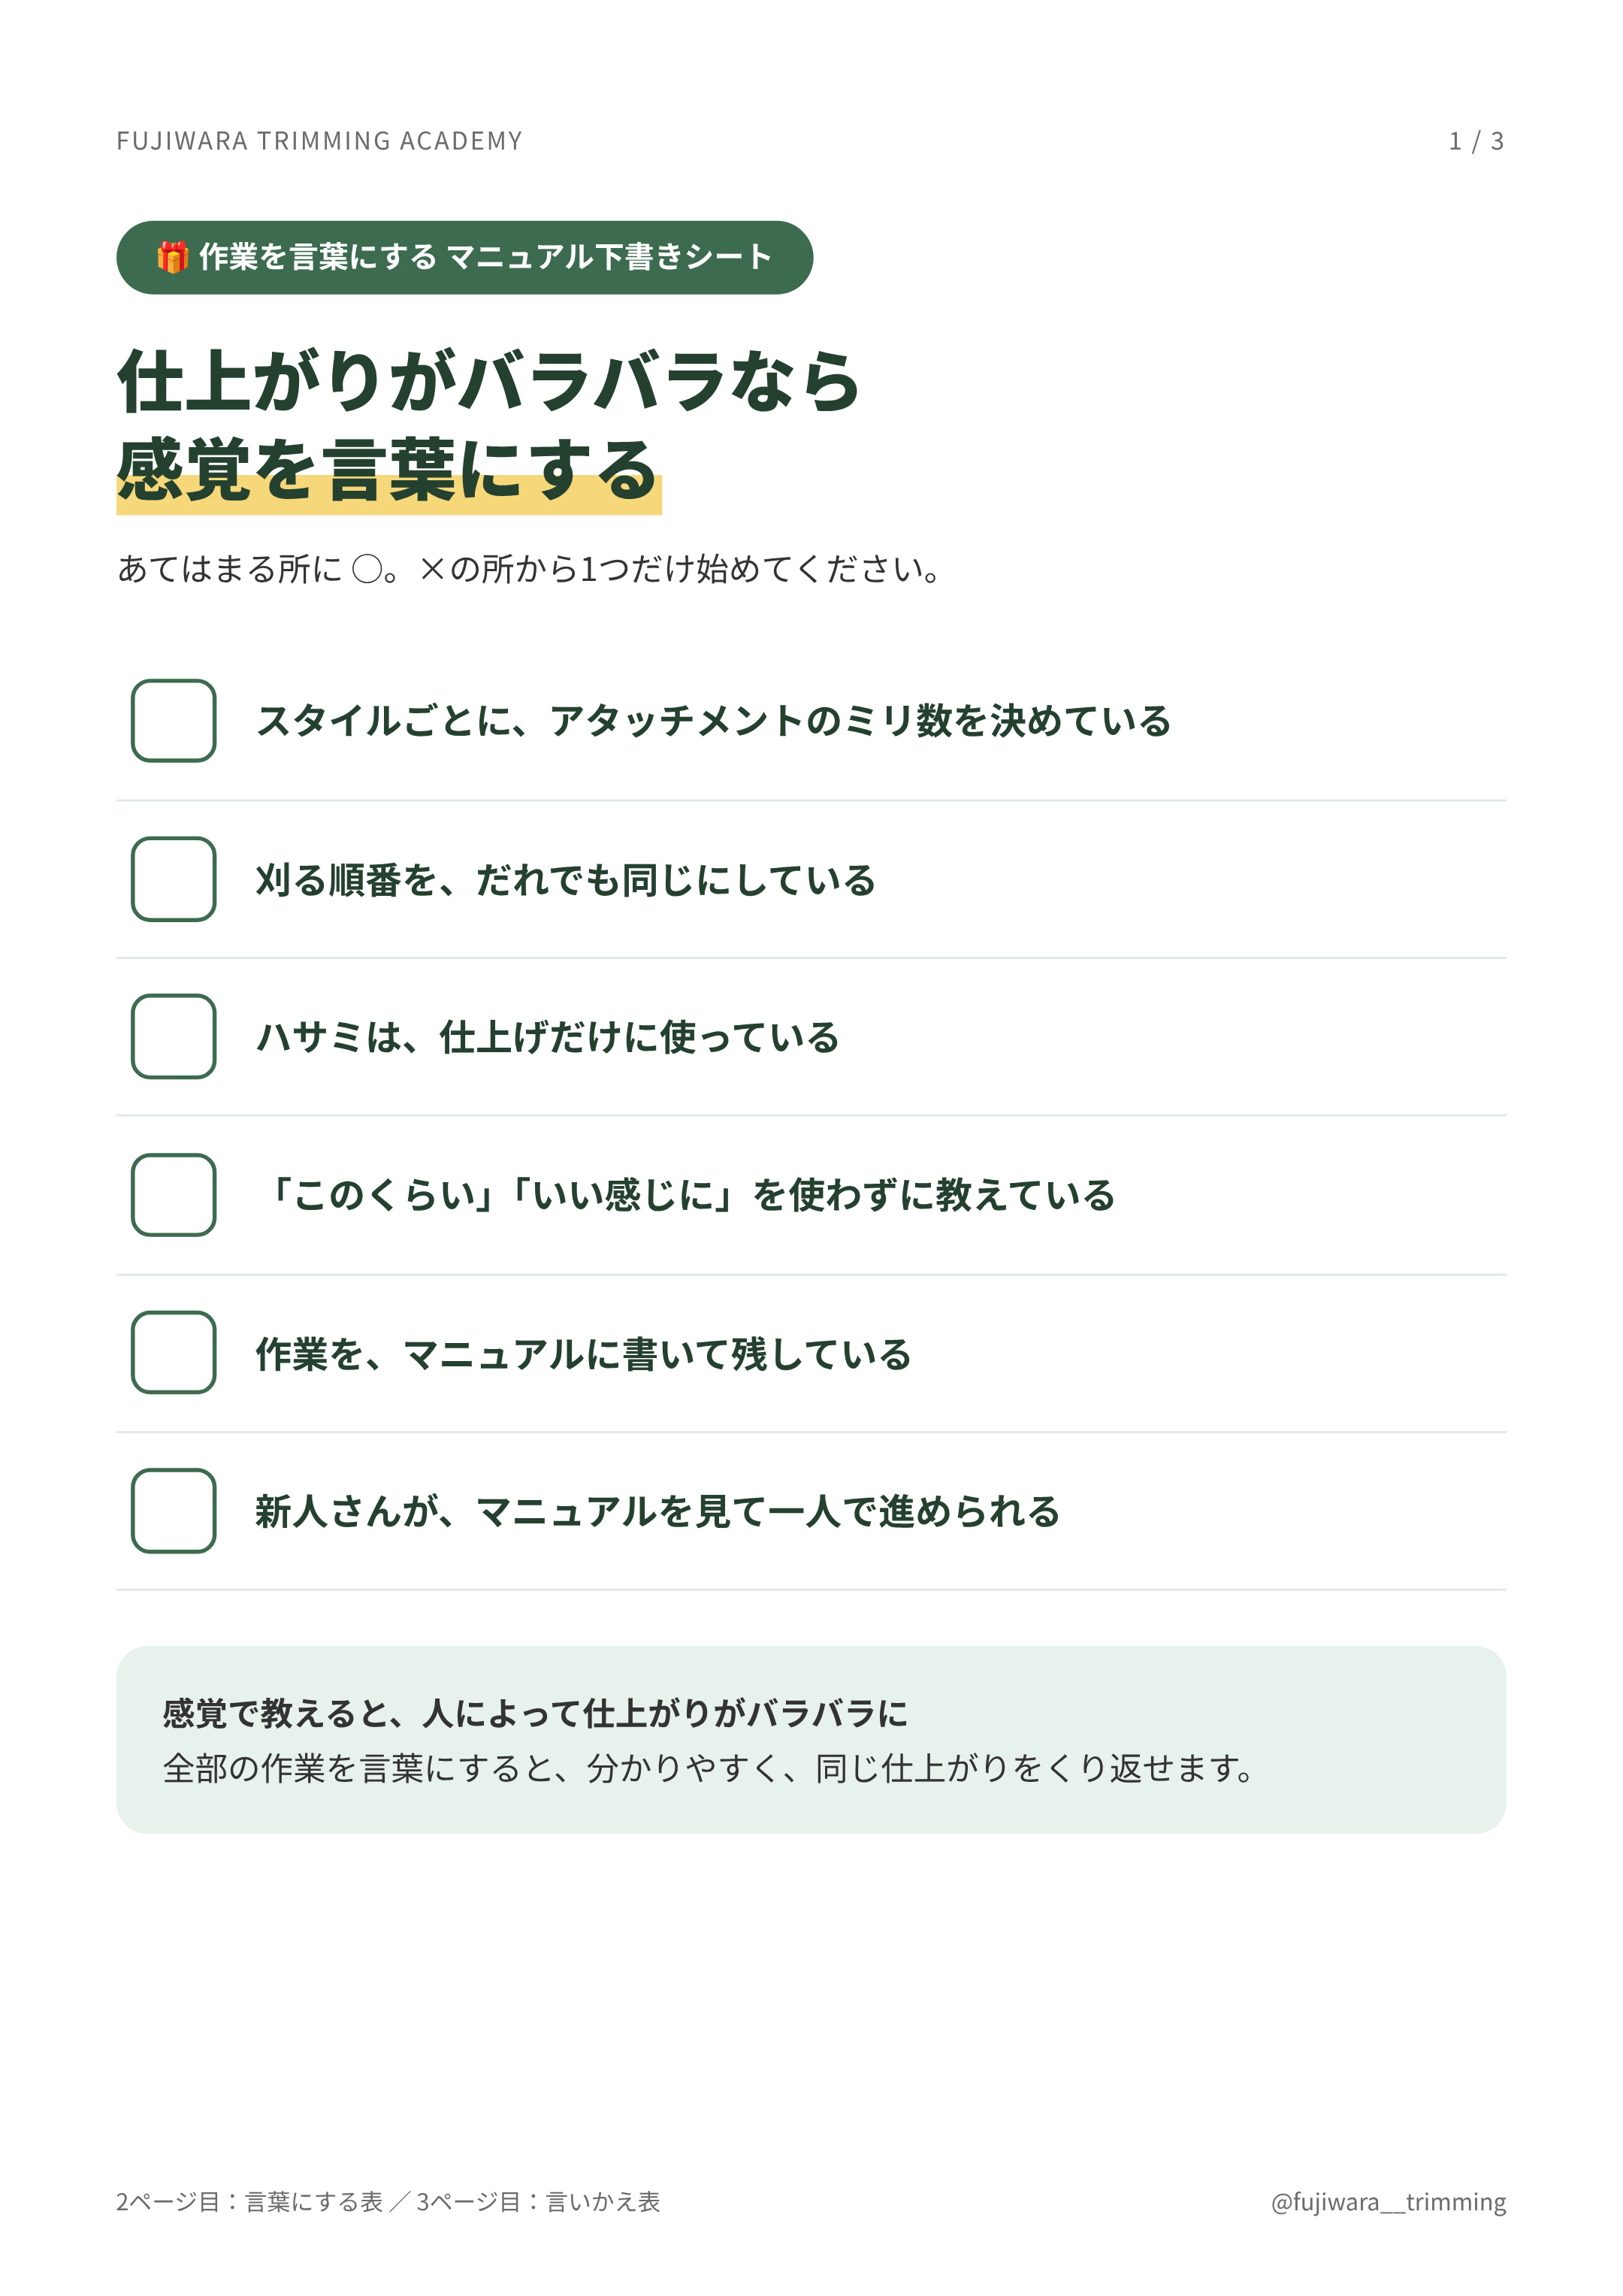 FUJIWARA TRIMMING ACADEMY
1 / 3
🎁 作業を言葉にする マニュアル下書きシート
仕上がりがバラバラなら
感覚を言葉にする
あてはまる所に ◯。×の所から1つだけ始めてください。
スタイルごとに、アタッチメントのミリ数を決めている
刈る順番を、だれでも同じにしている
ハサミは、仕上げだけに使っている
「このくらい」「いい感じに」を使わずに教えている
作業を、マニュアルに書いて残している
新人さんが、マニュアルを見て一人で進められる
感覚で教えると、人によって仕上がりがバラバラに
全部の作業を言葉にすると、分かりやすく、同じ仕上がりをくり返せます。
2ページ目：言葉にする表 ／ 3ページ目：言いかえ表
@fujiwara__trimming